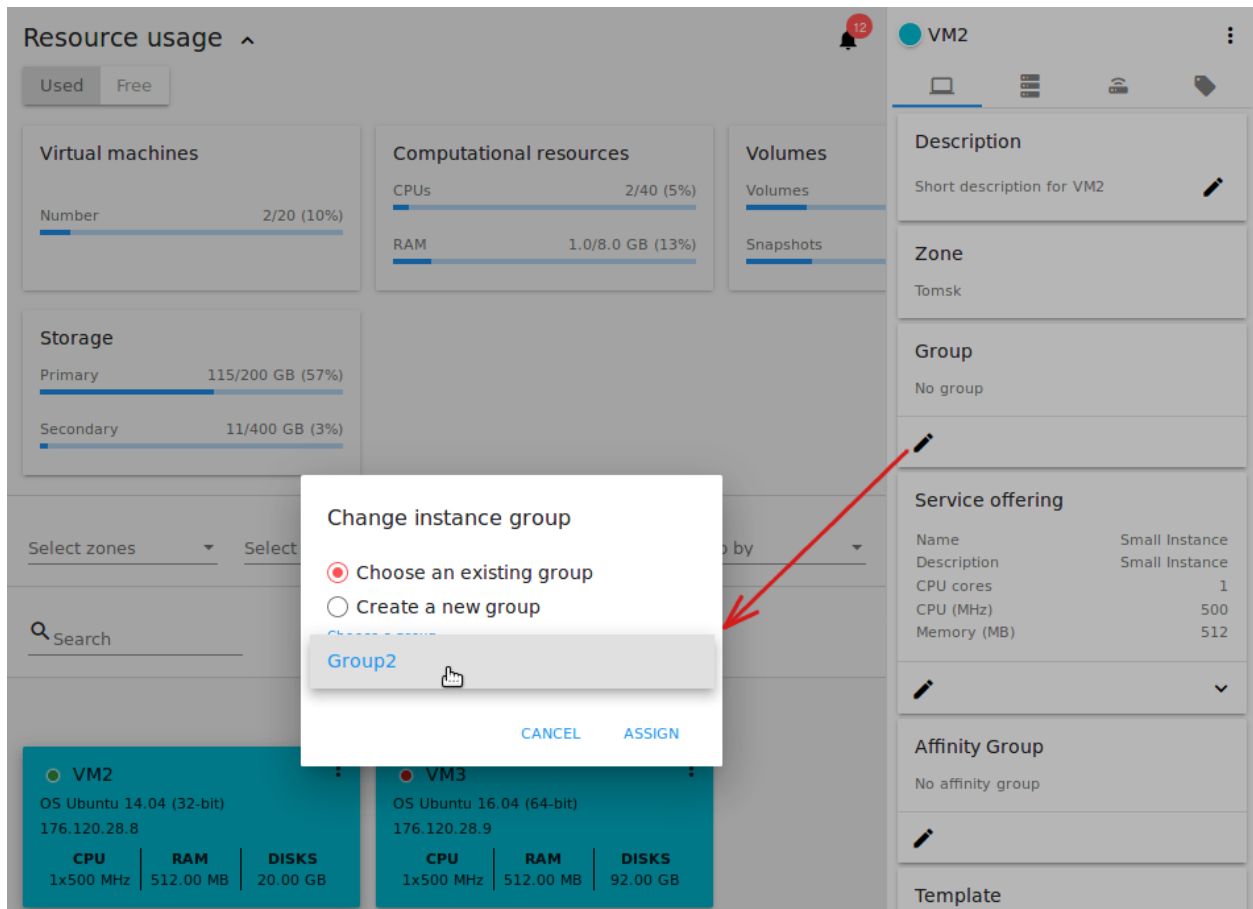 Resource usage
12
Used Free
Virtual machines
Number 2/20 (10%)
Computational resources
CPUs 2/40 (5%)
RAM 1.0/8.0 GB (13%)
Volumes
Volumes
Snapshots
Storage
Primary 115/200 GB (57%)
Secondary 11/400 GB (3%)
Select zones Select by
Search
Change instance group
Choose an existing group
Create a new group
Choose a group
Group2
CANCEL ASSIGN
VM2
OS Ubuntu 14.04 (32-bit)
176.120.28.8
CPU RAM DISKS
1x500 MHz 512.00 MB 20.00 GB
VM3
OS Ubuntu 16.04 (64-bit)
176.120.28.9
CPU RAM DISKS
1x500 MHz 512.00 MB 92.00 GB
VM2
Description
Short description for VM2
Zone
Tomsk
Group
No group
Service offering
Name Small Instance
Description Small Instance
CPU cores 1
CPU (MHz) 500
Memory (MB) 512
Affinity Group
No affinity group
Template